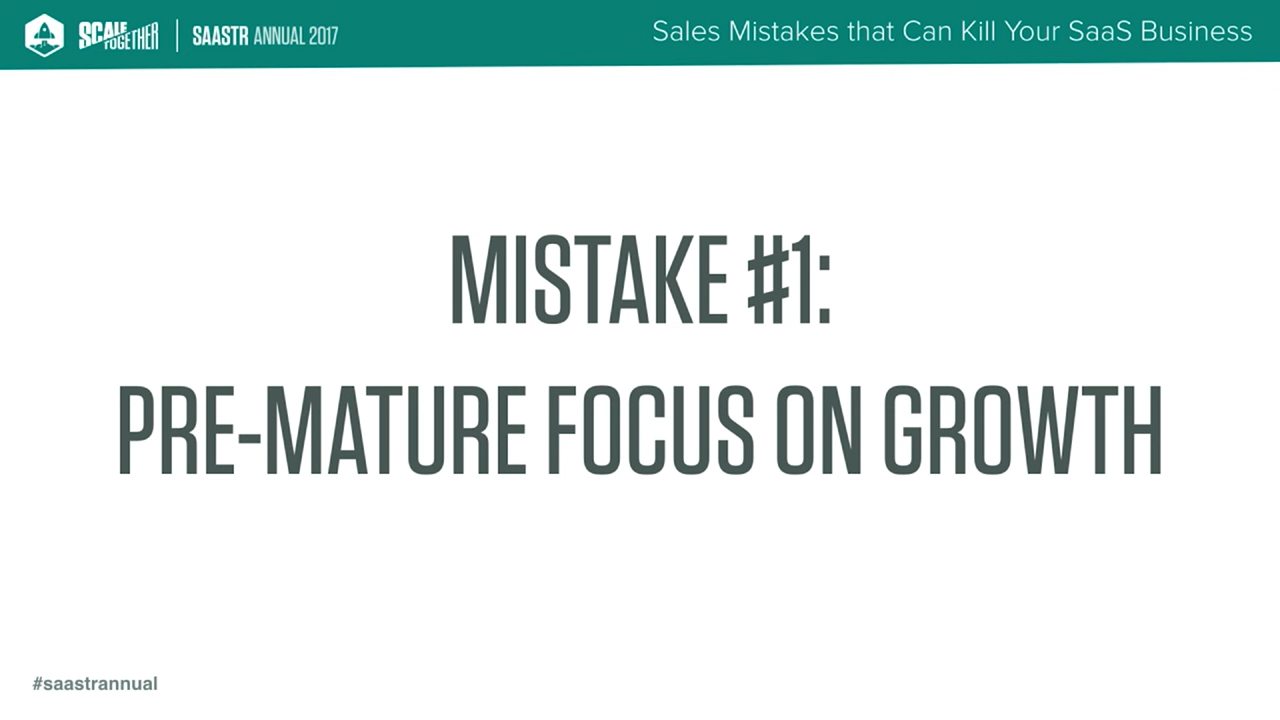 SCALE TOGETHER
SAASTR ANNUAL 2017
Sales Mistakes that Can Kill Your SaaS Business
MISTAKE #1:
PRE-MATURE FOCUS ON GROWTH
#saastrannual